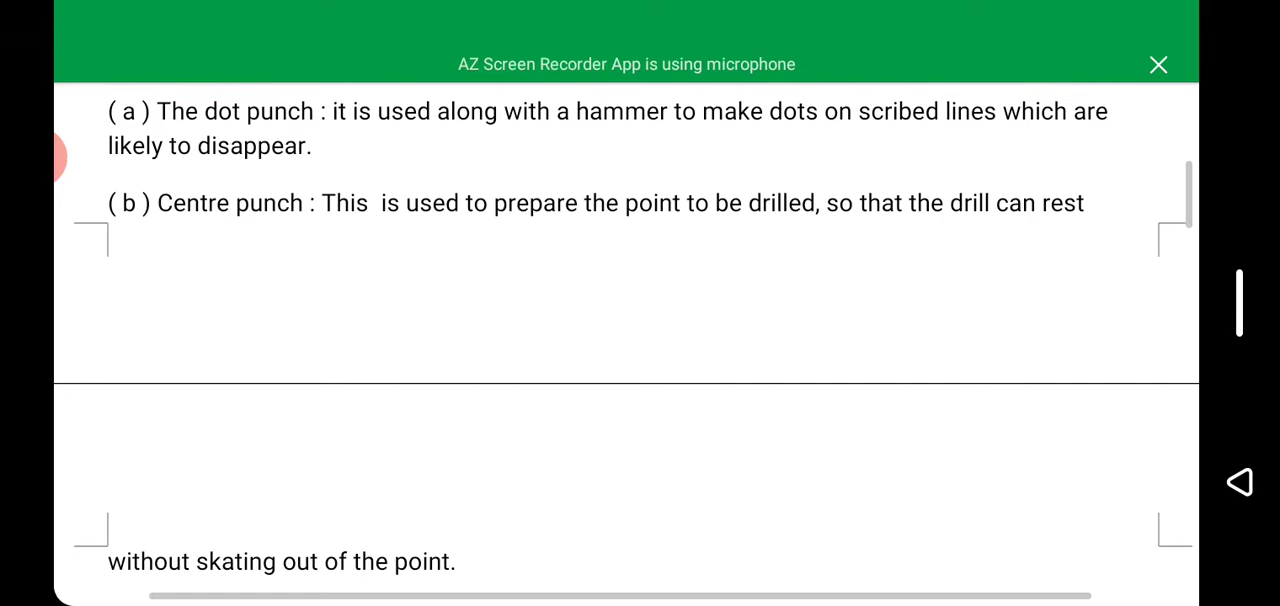 AZ Screen Recorder App is using microphone
( a ) The dot punch : it is used along with a hammer to make dots on scribed lines which are
likely to disappear.
( b ) Centre punch : This  is used to prepare the point to be drilled, so that the drill can rest
without skating out of the point.